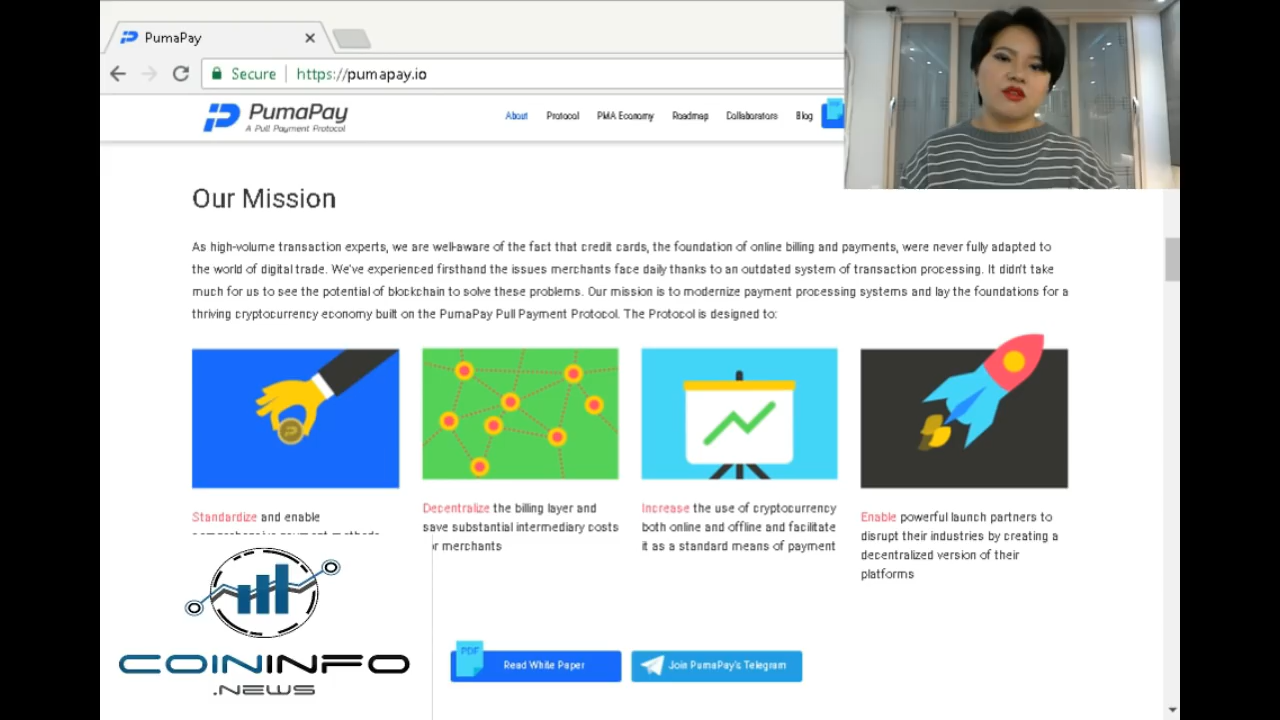 PumaPay
Secure https://pumapay.io
PumaPay
A Pull Payment Protocol
About Protocol PMA Economy Roadmap Collaborators Blog
Our Mission
As high-volume transaction experts, we are well-aware of the fact that credit cards, the foundation of online billing and payments, were never fully adapted to
the world of digital trade. We've experienced firsthand the issues merchants face daily thanks to an outdated system of transaction processing. It didn't take
much for us to see the potential of blockchain to solve these problems. Our mission is to modernize payment processing systems and lay the foundations for a
thriving cryptocurrency economy built on the PumaPay Pull Payment Protocol. The Protocol is designed to:
Standardize and enable
Decentralize the billing layer and
save substantial intermediary costs
or merchants
Increase the use of cryptocurrency
both online and offline and facilitate
it as a standard means of payment
Enable powerful launch partners to
disrupt their industries by creating a
decentralized version of their
platforms
COININFO
.NEWS
PDF
Read White Paper
Join PumaPay's Telegram